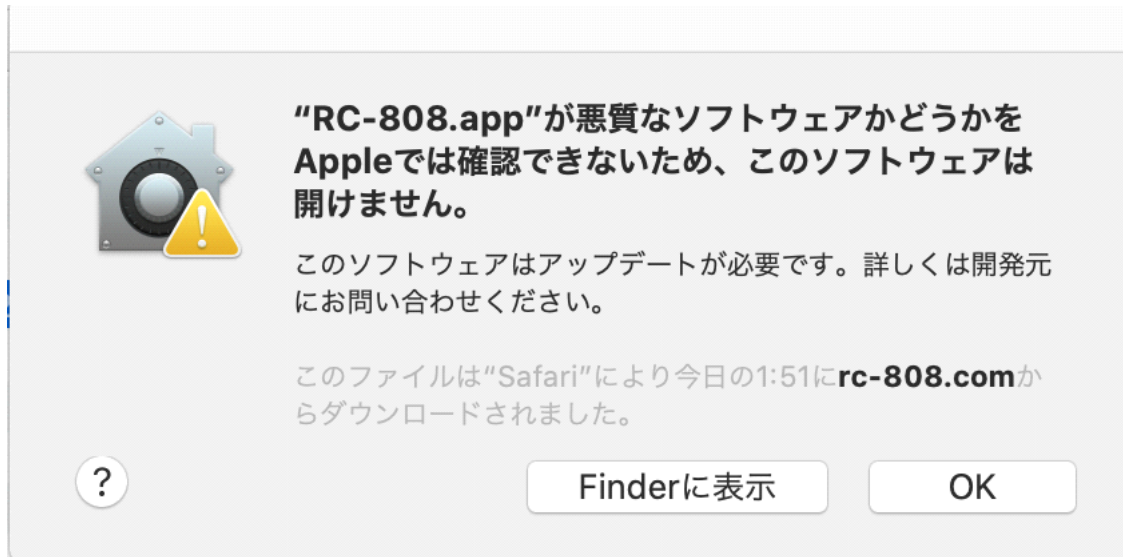 “RC-808.app”が悪質なソフトウェアかどうかを
Appleでは確認できないため、このソフトウェアは
開けません。
このソフトウェアはアップデートが必要です。詳しくは開発元
にお問い合わせください。
このファイルは“Safari”により今日の1:51にrc-808.comか
らダウンロードされました。
? Finderに表示 OK